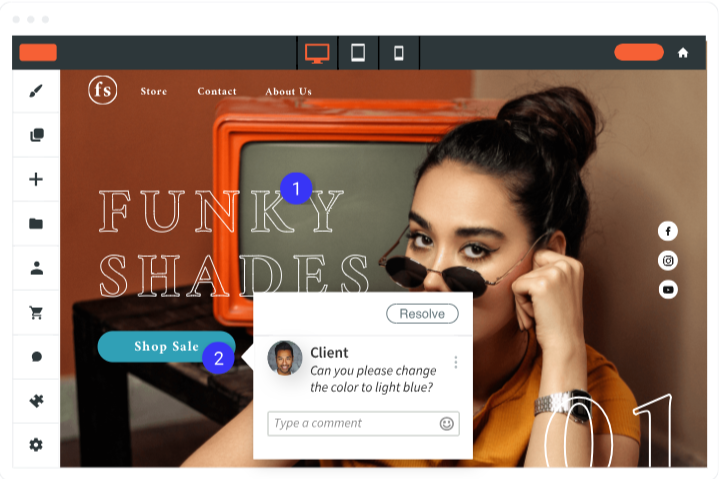 fs
Store Contact About Us
1
FUNKY
SHADES
Shop Sale
2
Resolve
Client
Can you please change
the color to light blue?
Type a comment
01